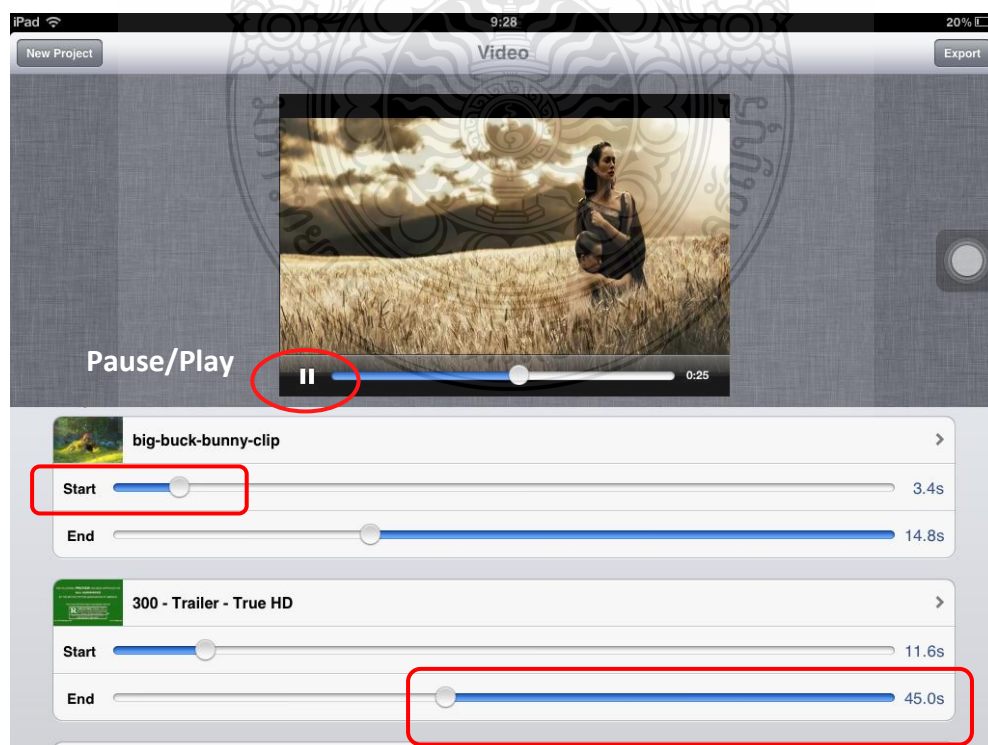 iPad 9:28 20%
New Project Video Export
Pause/Play
0:25
big-buck-bunny-clip
Start 3.4s
End 14.8s
300 - Trailer - True HD
Start 11.6s
End 45.0s